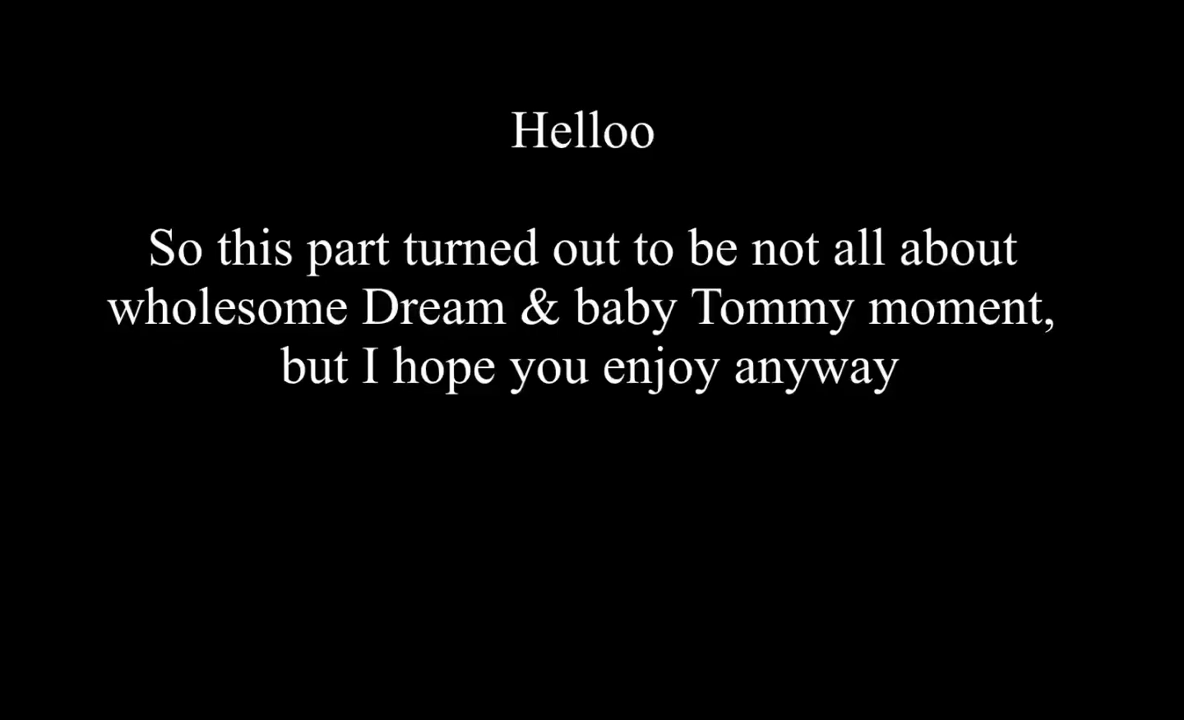 Helloo
So this part turned out to be not all about
wholesome Dream & baby Tommy moment,
but I hope you enjoy anyway